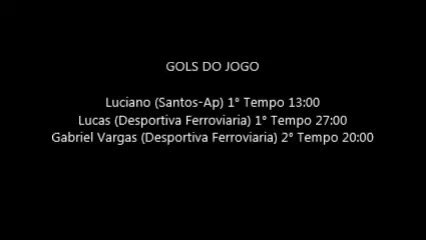 GOLS DO JOGO
Luciano (Santos-Ap) 1° Tempo 13:00
Lucas (Desportiva Ferroviaria) 1° Tempo 27:00
Gabriel Vargas (Desportiva Ferroviaria) 2° Tempo 20:00